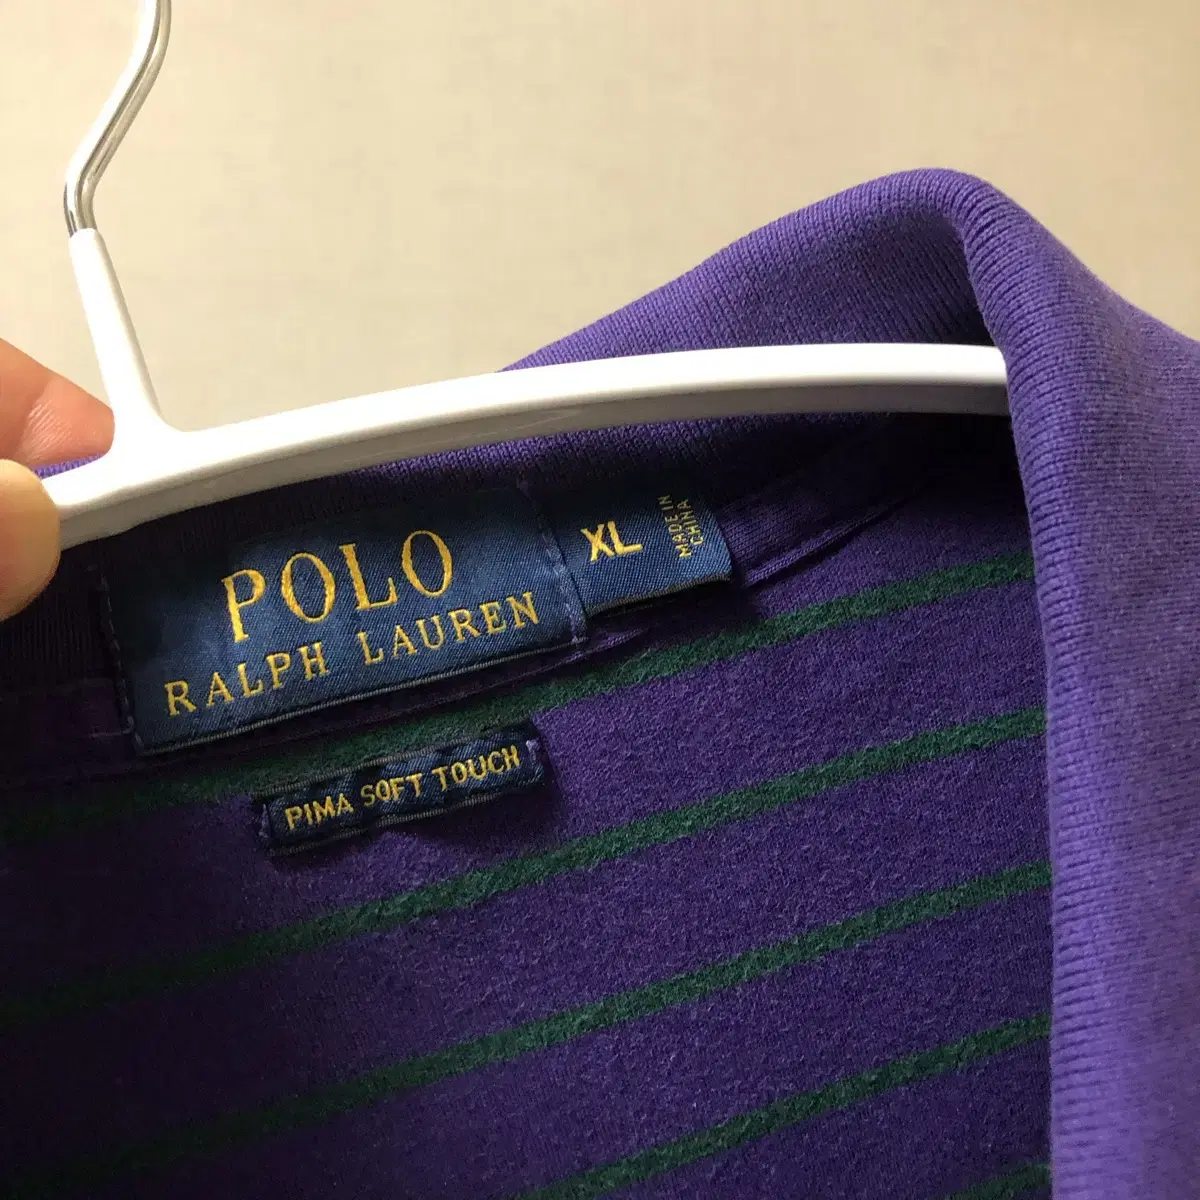 POLO
RALPH LAUREN
XL
MADE IN
CHINA
PIMA SOFT TOUCH